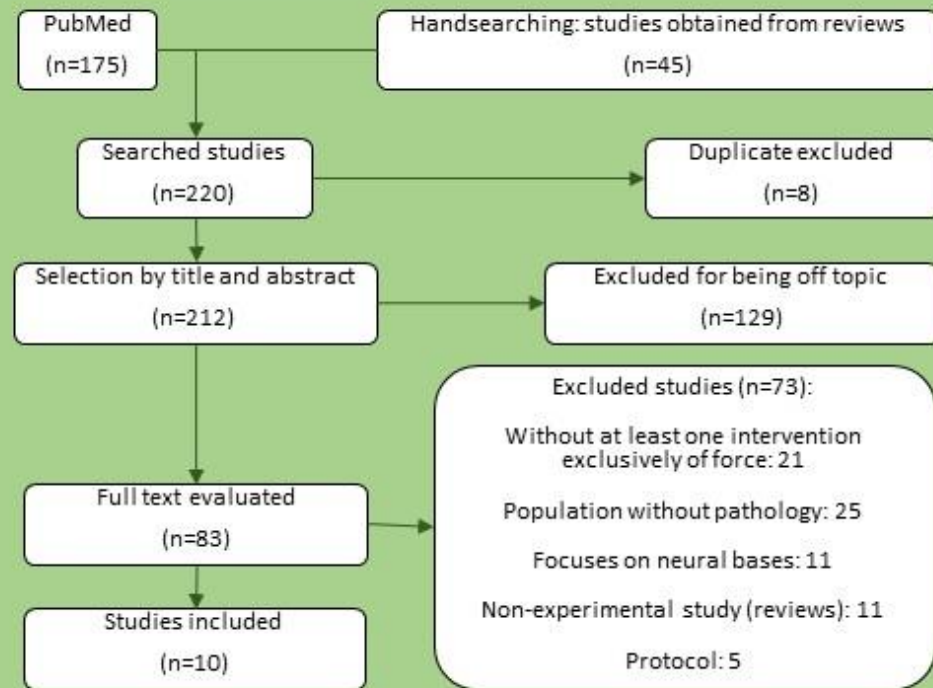 PubMed
(n=175)
Handsearching: studies obtained from reviews
(n=45)
Searched studies
(n=220)
Duplicate excluded
(n=8)
Selection by title and abstract
(n=212)
Excluded for being off topic
(n=129)
Excluded studies (n=73):
Without at least one intervention
exclusively of force: 21
Population without pathology: 25
Focuses on neural bases: 11
Non-experimental study (reviews): 11
Protocol: 5
Full text evaluated
(n=83)
Studies included
(n=10)